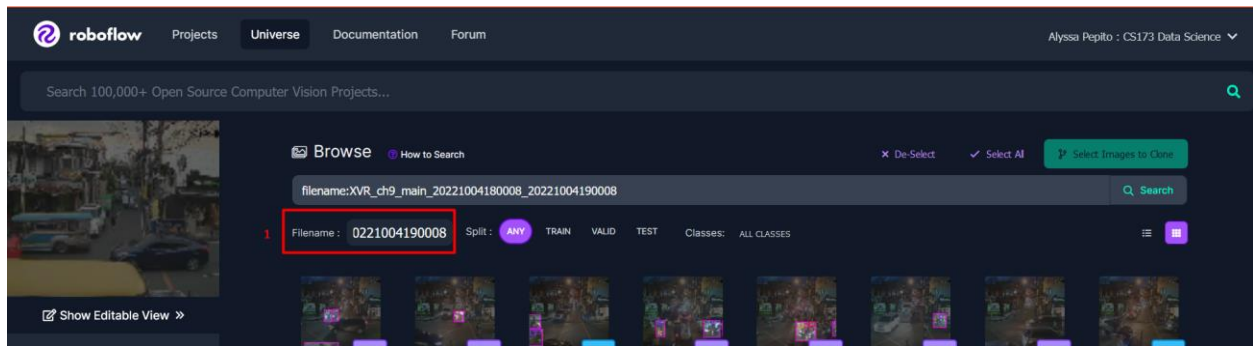 roboflow Projects Universe Documentation Forum Alyssa Pepito : CS173 Data Science
Search 100,000+ Open Source Computer Vision Projects...
Browse How to Search De-Select Select All Select Images to Clone
filename:XVR_ch9_main_20221004180008_20221004190008 Search
1 Filename : 0221004190008 Split : ANY TRAIN VALID TEST Classes: ALL CLASSES
Show Editable View »